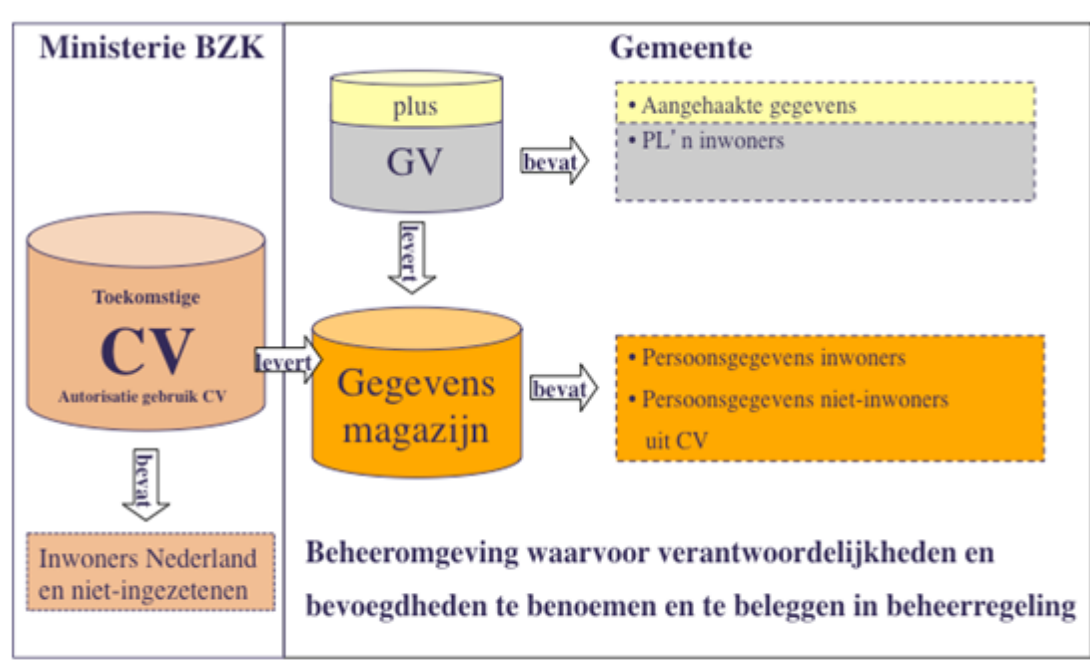 Ministerie BZK
Gemeente
plus
GV
bevat
• Aangehaakte gegevens
• PL' n inwoners
levert
Toekomstige
CV
Autorisatie gebruik CV
levert
Gegevens
magazijn
bevat
• Persoonsgegevens inwoners
• Persoonsgegevens niet-inwoners
uit CV
bevat
Inwoners Nederland
en niet-ingezetenen
Beheeromgeving waarvoor verantwoordelijkheden en
bevoegdheden te benoemen en te beleggen in beheerregeling